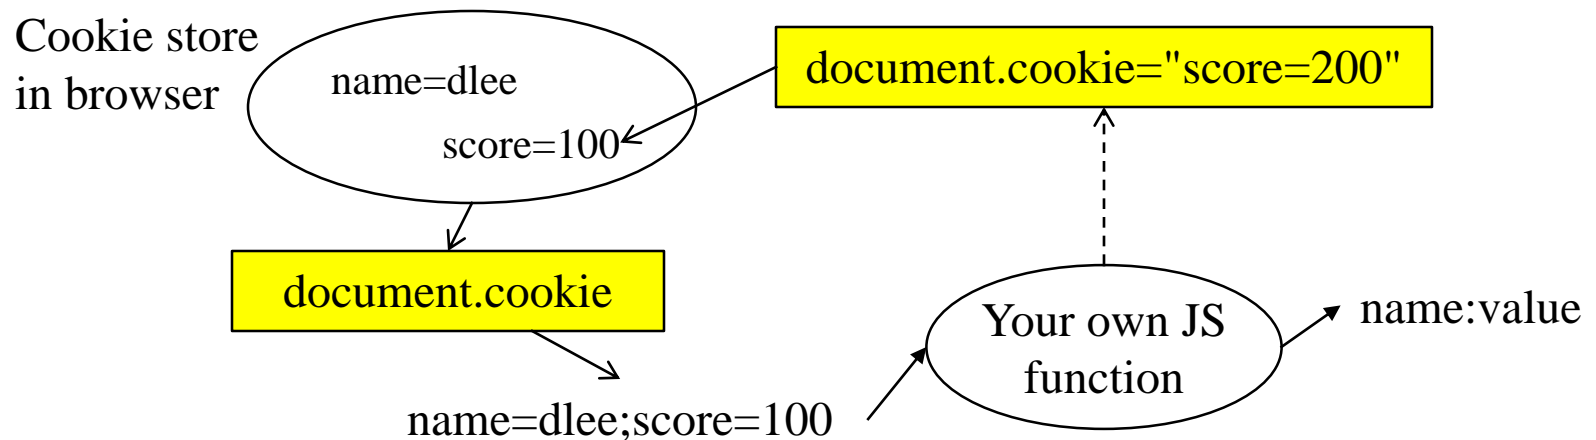 Cookie store
in browser
name=dlee
score=100
document.cookie="score=200"
document.cookie
name=dlee;score=100
Your own JS
function
name:value